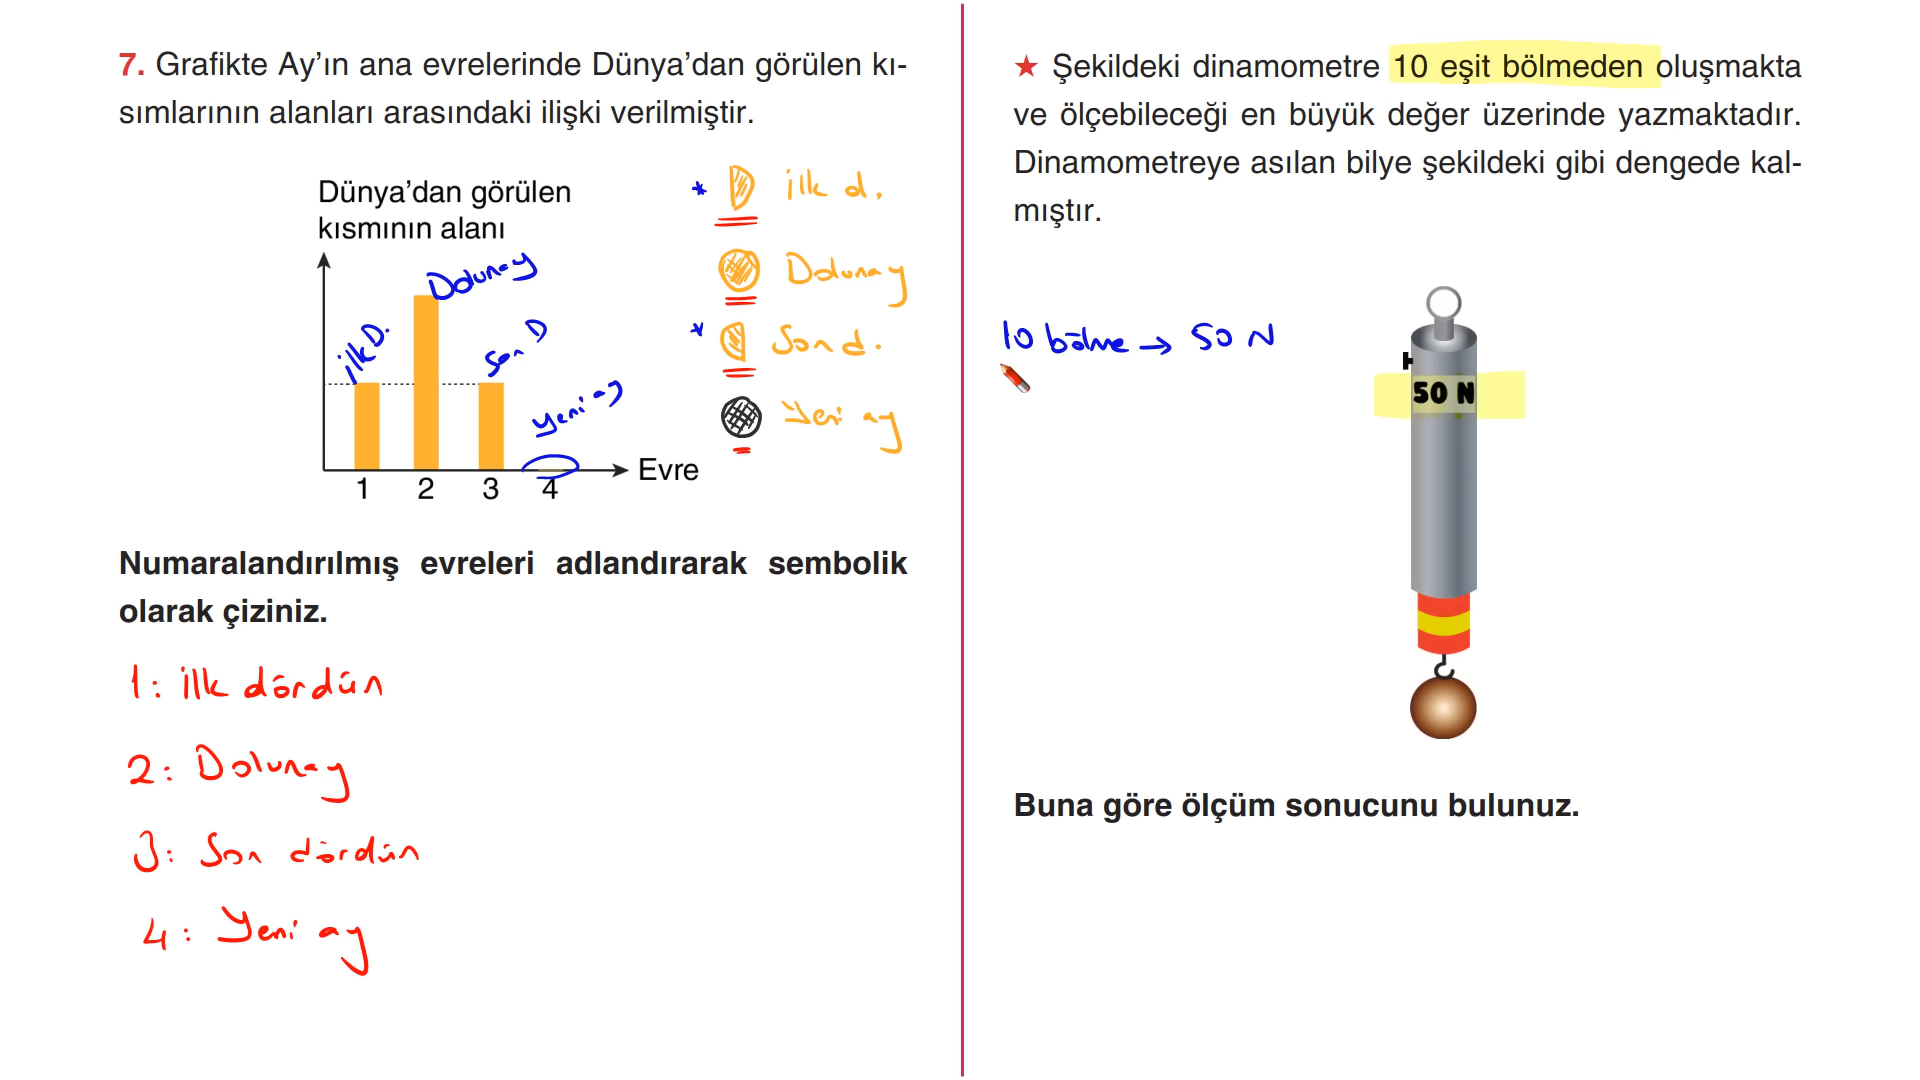 7. Grafikte Ay’ın ana evrelerinde Dünya’dan görülen kı-
sımlarının alanları arasındaki ilişki verilmiştir.
Dünya’dan görülen
kısmının alanı
ilk D.
Dolunay
Son D
Yeni ay
Evre
1 2 3 4
* ilk d.
Dolunay
* Son d.
Yeni ay
Numaralandırılmış evreleri adlandırarak sembolik
olarak çiziniz.
1: ilk dördün
2: Dolunay
3: Son dördün
4: Yeni ay
★ Şekildeki dinamometre 10 eşit bölmeden oluşmakta
ve ölçebileceği en büyük değer üzerinde yazmaktadır.
Dinamometreye asılan bilye şekildeki gibi dengede kal-
mıştır.
10 bölme → 50 N
50 N
Buna göre ölçüm sonucunu bulunuz.